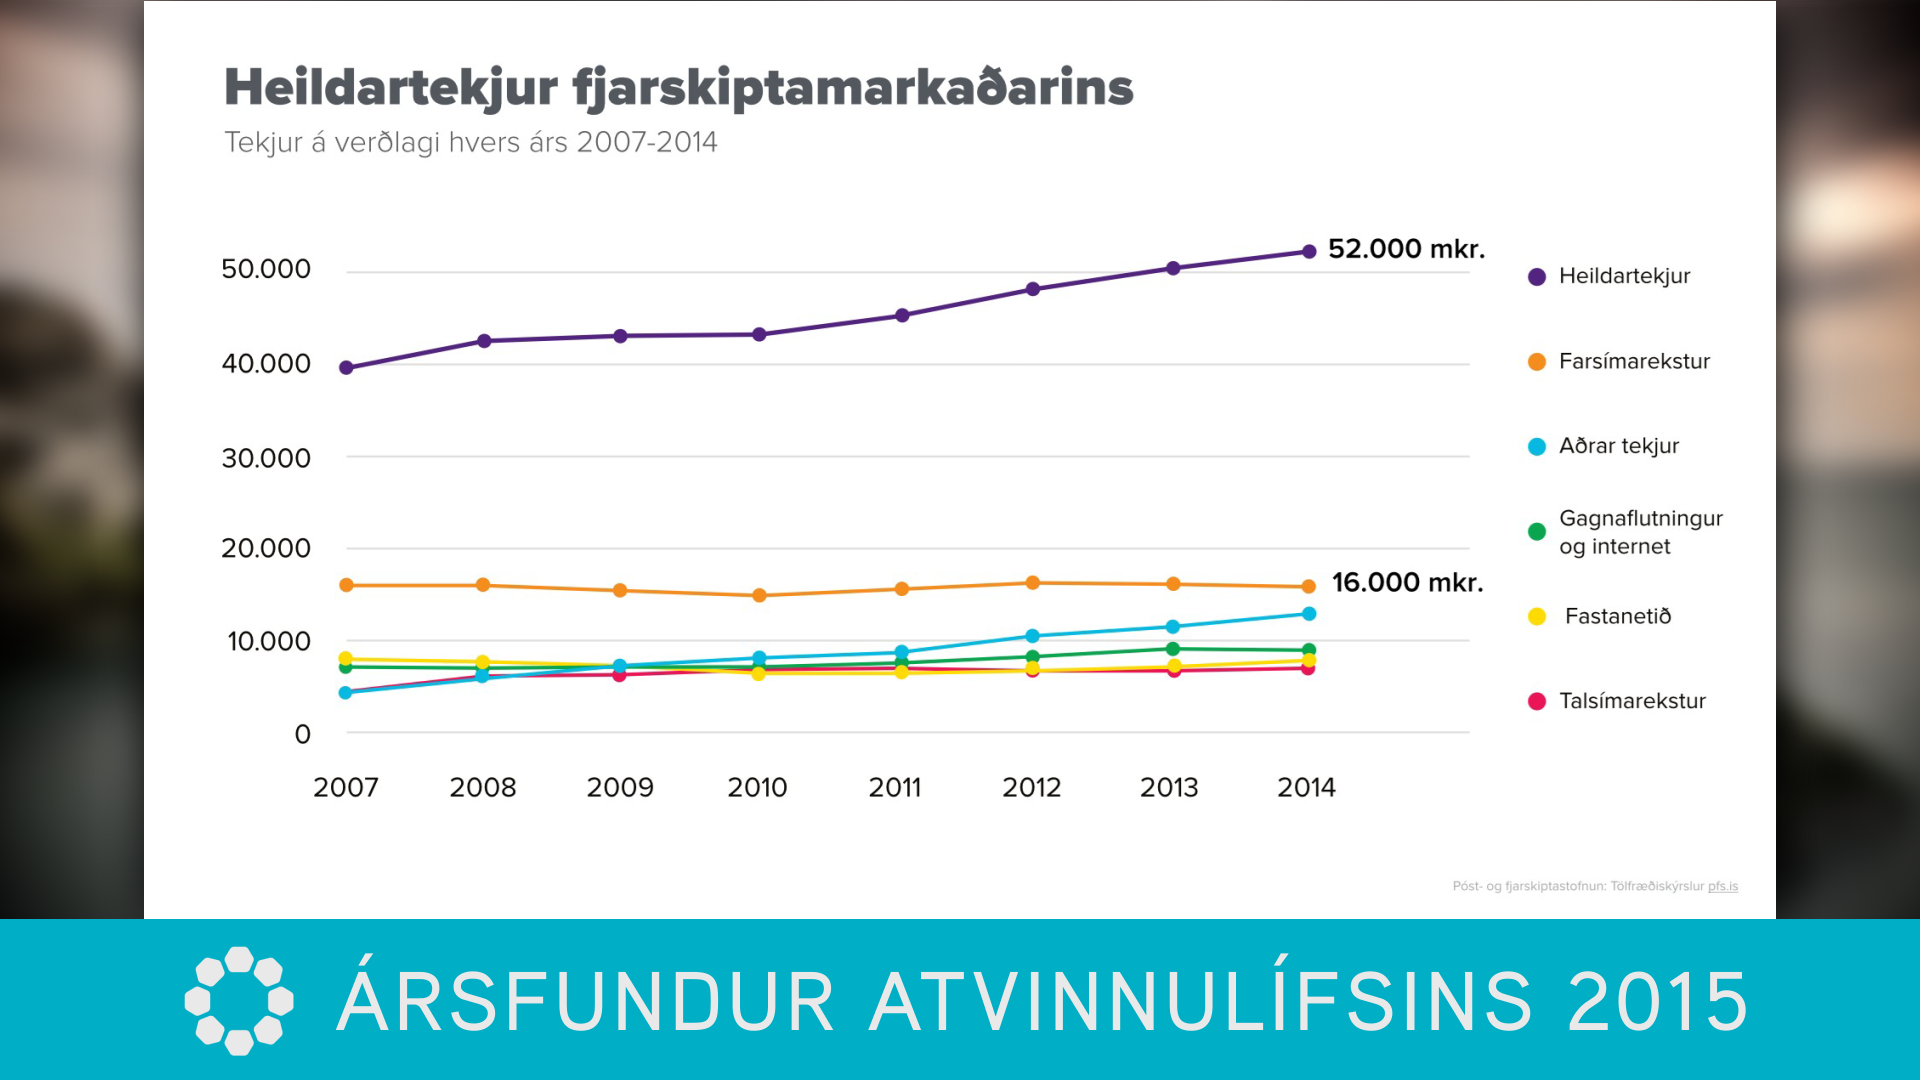 Heildartekjur fjarskiptamarkaðarins
Tekjur á verðlagi hvers árs 2007-2014
50.000
40.000
30.000
20.000
10.000
0
52.000 mkr.
16.000 mkr.
2007 2008 2009 2010 2011 2012 2013 2014
Heildartekjur
Farsímarekstur
Aðrar tekjur
Gagnaflutningur
og internet
Fastanetið
Talsímarekstur
Póst- og fjarskiptastofnun: Tölfræðiskýrslur pfs.is
ÁRSFUNDUR ATVINNULÍFSINS 2015